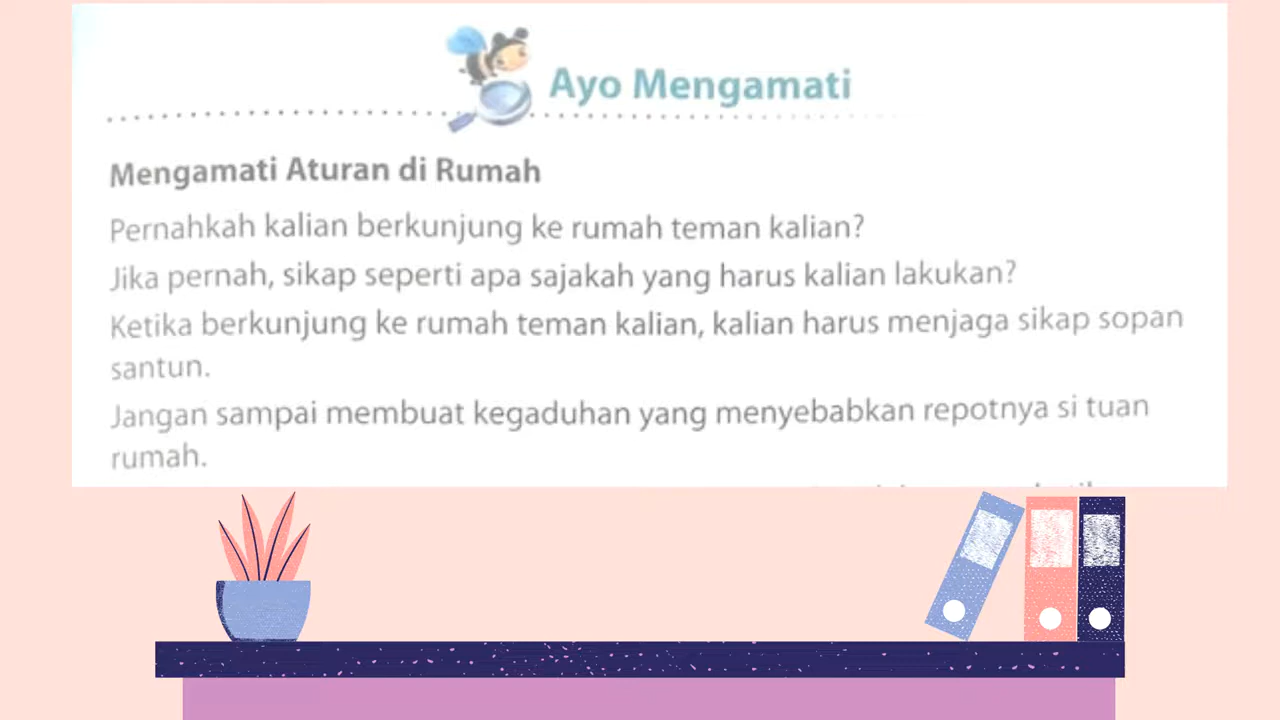 Ayo Mengamati
Mengamati Aturan di Rumah
Pernahkah kalian berkunjung ke rumah teman kalian?
Jika pernah, sikap seperti apa sajakah yang harus kalian lakukan?
Ketika berkunjung ke rumah teman kalian, kalian harus menjaga sikap sopan
santun.
Jangan sampai membuat kegaduhan yang menyebabkan repotnya si tuan
rumah.